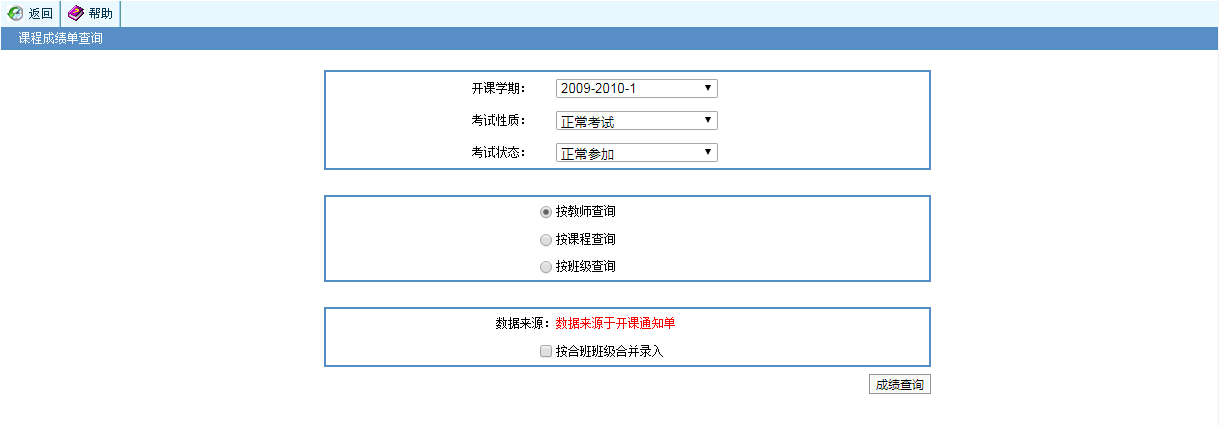 返回 帮助
课程成绩单查询
开课学期： 2009-2010-1
考试性质： 正常考试
考试状态： 正常参加
按教师查询
按课程查询
按班级查询
数据来源：数据来源于开课通知单
按合班班级合并录入
成绩查询